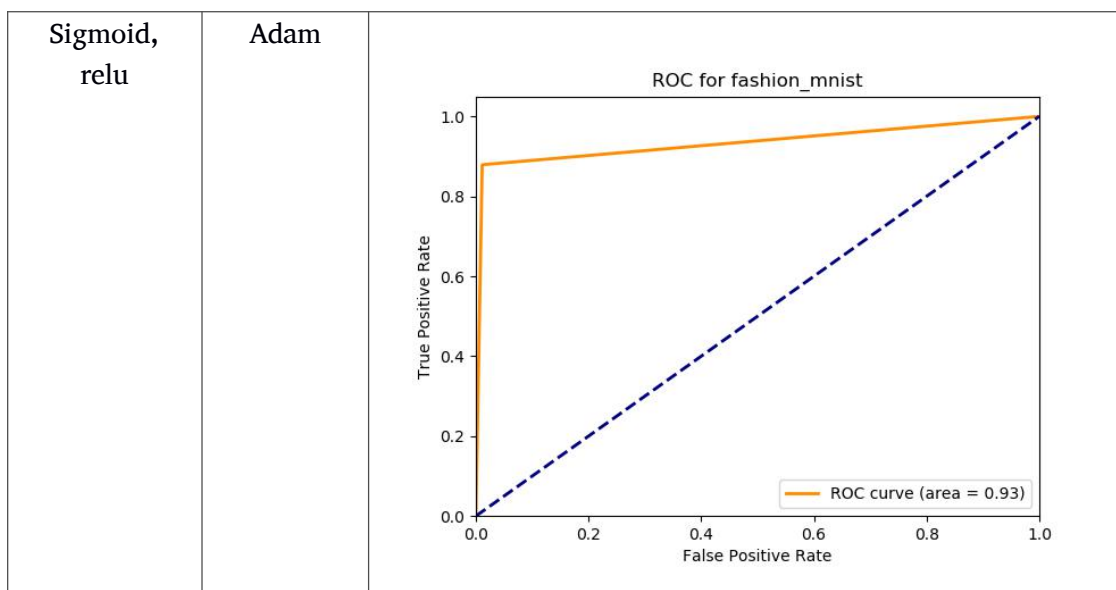 Sigmoid,
relu
Adam
ROC for fashion_mnist
1.0
0.8
0.6
0.4
0.2
0.0
True Positive Rate
ROC curve (area = 0.93)
0.0 0.2 0.4 0.6 0.8 1.0
False Positive Rate